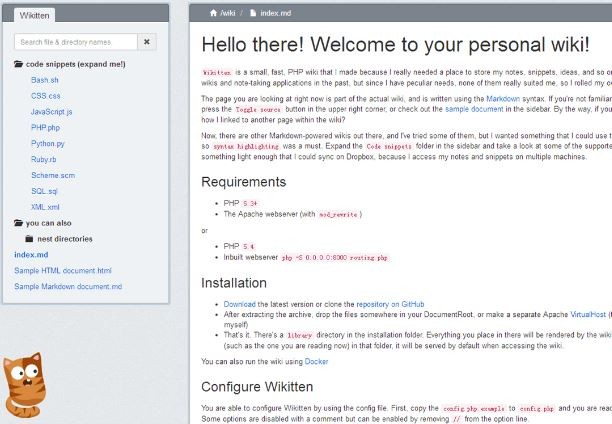 Wikitten
Search file & directory names.
code snippets (expand me!)
Bash.sh
CSS.css
JavaScript.js
PHP.php
Python.py
Ruby.rb
Scheme.scm
SQL.sql
XML.xml
you can also
nest directories
index.md
Sample HTML document.html
Sample Markdown document.md
/wiki / index.md
Hello there! Welcome to your personal wiki!
Wikitten is a small, fast, PHP wiki that I made because I really needed a place to store my notes, snippets, ideas, and so on
wikis and note-taking applications in the past, but since I have peculiar needs, none of them really suited me, so I rolled my
The page you are looking at right now is part of the actual wiki, and is written using the Markdown syntax. If you're not familiar
press the Toggle source button in the upper right corner, or check out the sample document in the sidebar. By the way, if you
how I linked to another page within the wiki?
Now, there are other Markdown-powered wikis out there, and I've tried some of them, but I wanted something that I could use
so syntax highlighting was a must. Expand the Code snippets folder in the sidebar and take a look at some of the
something light enough that I could sync on Dropbox, because I access my notes and snippets on multiple machines.
Requirements
• PHP 5.3+
• The Apache webserver (with mod_rewrite)
or
• PHP 5.4
• Inbuilt webserver php -S 0.0.0.0:8000 routing.php
Installation
• Download the latest version or clone the repository on GitHub
• After extracting the archive, drop the files somewhere in your DocumentRoot, or make a separate Apache VirtualHost
myself)
• That's it. There's a library directory in the installation folder. Everything you place in there will be rendered by the wiki
(such as the one you are reading now) in that folder, it will be served by default when accessing the wiki.
You can also run the wiki using Docker
Configure Wikitten
You are able to configure Wikitten by using the config file. First, copy the config.php.example to config.php and you are
Some options are disabled with a comment but can be enabled by removing // from the option line.